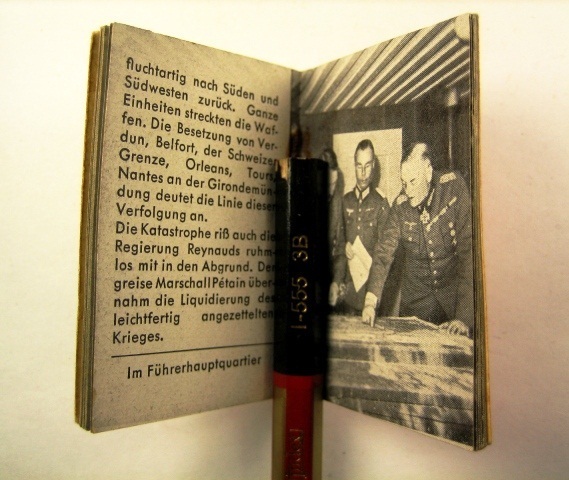 fluchtartig nach Süden und
Südwesten zurück. Ganze
Einheiten streckten die Waf-
fen. Die Besetzung von Ver-
dun, Belfort, der Schweizer
Grenze, Orleans, Tours,
Nantes an der Girondemün-
dung deutet die Linie dieser
Verfolgung an.
Die Katastrophe riß auch die
Regierung Reynauds ruhm-
los mit in den Abgrund. Der
greise Marschall Pétain über-
nahm die Liquidierung des
leichtfertig angezettelten
Krieges.
Im Führerhauptquartier
1-555 3B